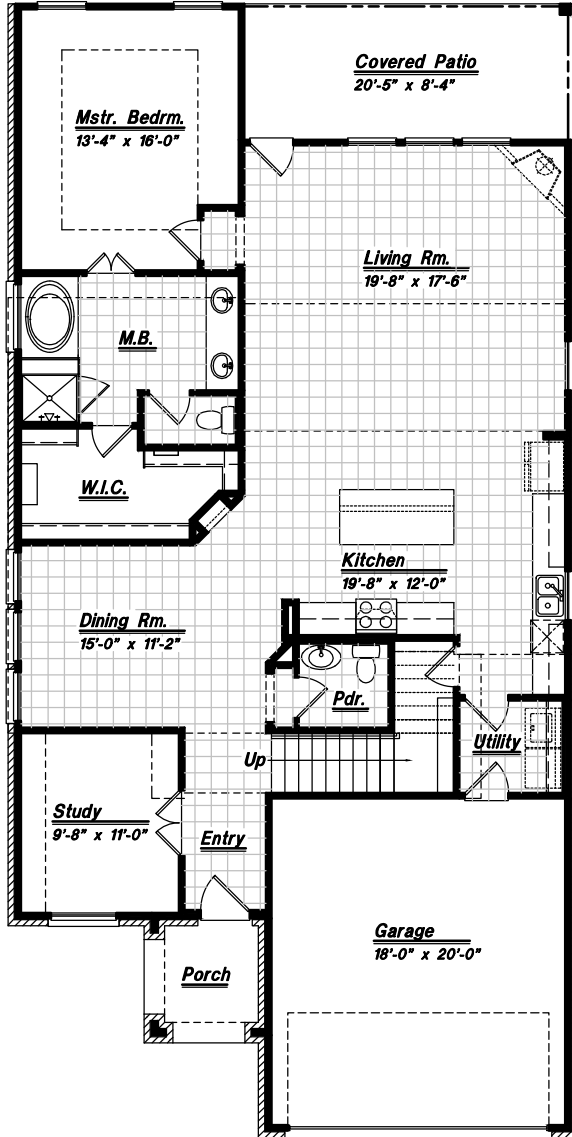 Covered Patio
20'-5" x 8'-4"
Mstr. Bedrm.
13'-4" x 16'-0"
Living Rm.
19'-8" x 17'-6"
M.B.
W.I.C.
Kitchen
19'-8" x 12'-0"
Dining Rm.
15'-0" x 11'-2"
Pdr.
Utility
Up
Study
9'-8" x 11'-0"
Entry
Garage
18'-0" x 20'-0"
Porch